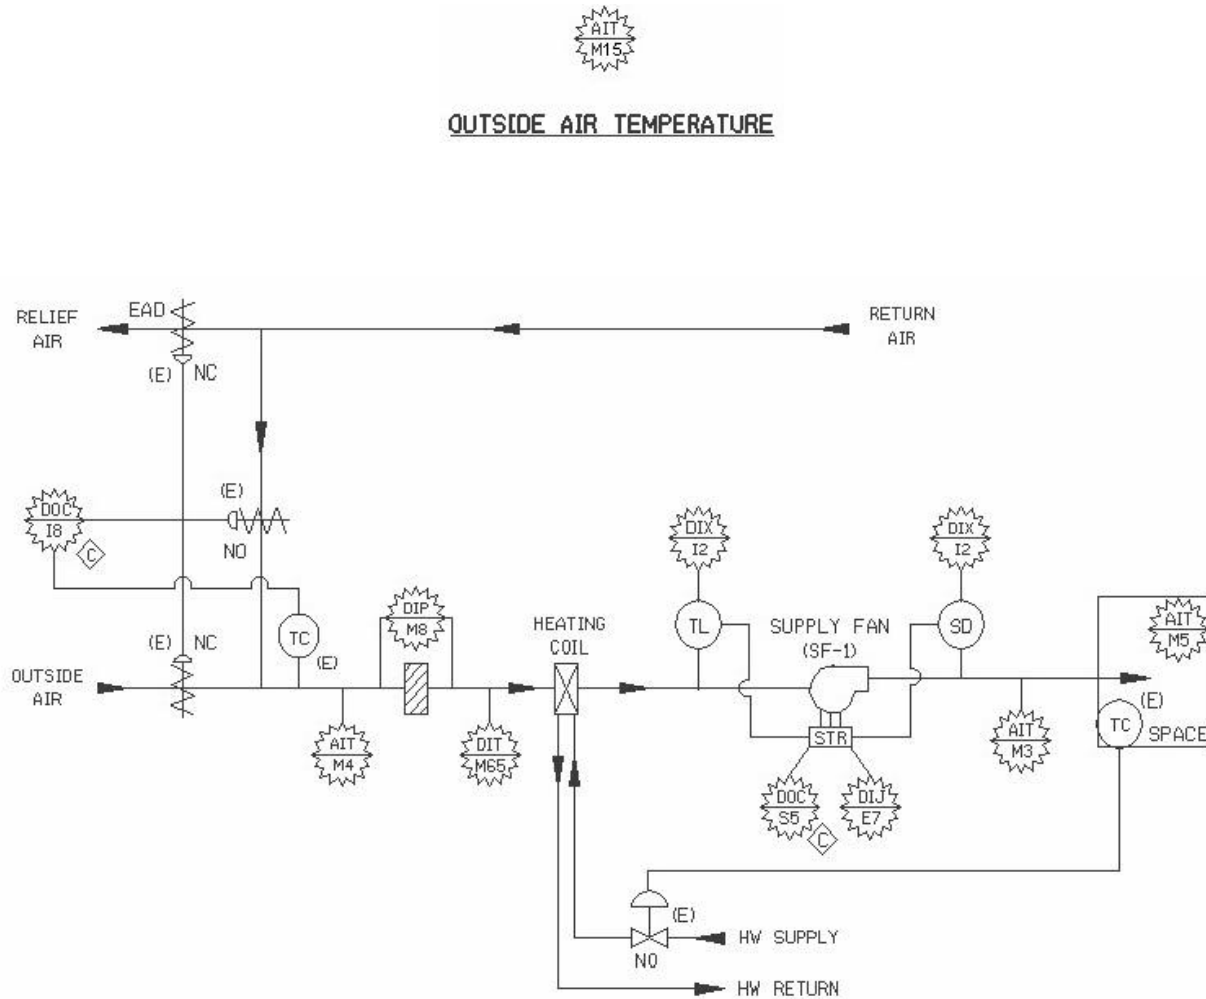 AIT
M15
OUTSIDE AIR TEMPERATURE
EAD
RELIEF
AIR
RETURN
AIR
(E) NC
(E)
DOC
I8
C
NO
DIX
I2
DIX
I2
DIP
M8
HEATING
COIL
TL
SUPPLY FAN
(SF-1)
SD
AIT
M5
TC
(E)
(E) NC
OUTSIDE
AIR
(E)
TC
SPACE
STR
AIT
M4
DIT
M65
AIT
M3
DOC
S5
DIJ
E7
C
(E)
HW SUPPLY
NO
HW RETURN